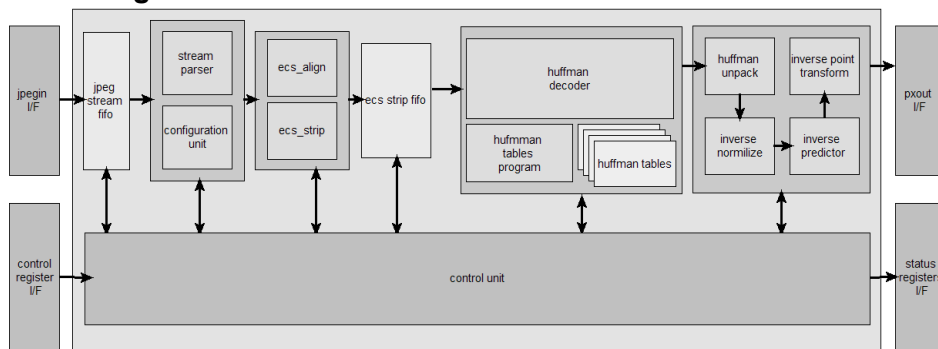 jpegin
I/F
jpeg
stream
fifo
stream
parser
configuration
unit
ecs_align
ecs_strip
ecs strip fifo
huffman
decoder
hufmman
tables
program
huffman tables
huffman
unpack
inverse point
transform
inverse
normilize
inverse
predictor
pxout
I/F
control
register
I/F
control unit
status
registers
I/F